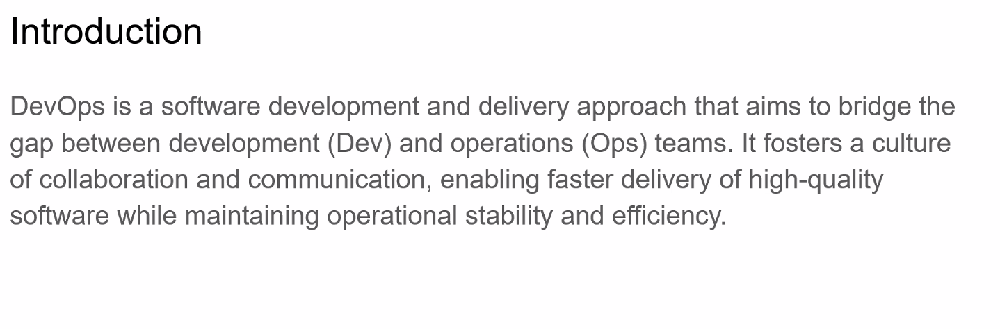 Introduction
DevOps is a software development and delivery approach that aims to bridge the
gap between development (Dev) and operations (Ops) teams. It fosters a culture
of collaboration and communication, enabling faster delivery of high-quality
software while maintaining operational stability and efficiency.